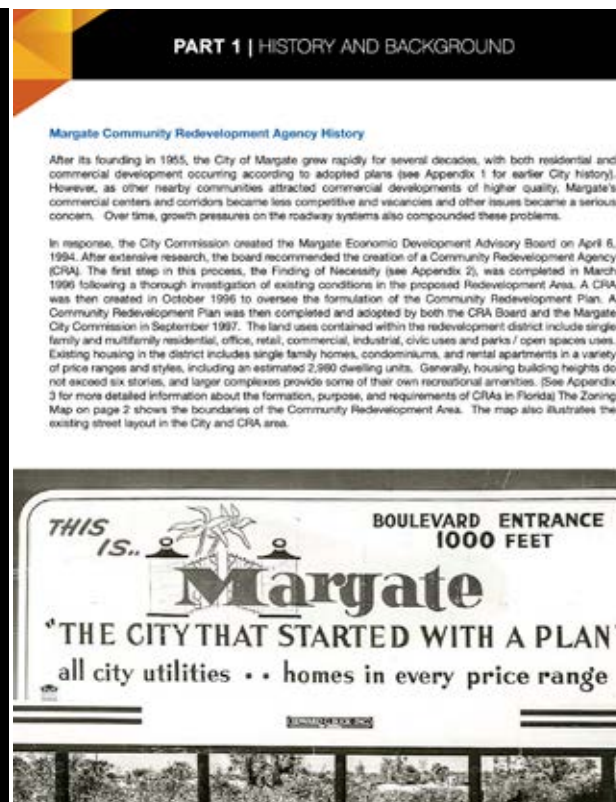 PART 1 | HISTORY AND BACKGROUND
Margate Community Redevelopment Agency History
After its founding in 1955, the City of Margate grew rapidly for several decades, with both residential and
commercial development occurring according to adopted plans (see Appendix 1 for earlier City history).
However, as other nearby communities attracted commercial developments of higher quality, Margate's
commercial centers and corridors became less competitive and vacancies and other issues became a serious
concern. Over time, growth pressures on the roadway systems also compounded these problems.
In response, the City Commission created the Margate Economic Development Advisory Board on April 6,
1994. After extensive research, the board recommended the creation of a Community Redevelopment Agency
(CRA). The first step in this process, the Finding of Necessity (see Appendix 2), was completed in March
1996 following a thorough investigation of existing conditions in the proposed Redevelopment Area. A CRA
was then created in October 1996 to oversee the formulation of the Community Redevelopment Plan. A
Community Redevelopment Plan was then completed and adopted by both the CRA Board and the Margate
City Commission in September 1997. The land uses contained within the redevelopment district include single
family and multifamily residential, office, retail, commercial, industrial, civic uses and parks / open spaces uses.
Existing housing in the district includes single family homes, condominiums, and rental apartments in a variety
of price ranges and styles, including an estimated 2,980 dwelling units. Generally, housing building heights do
not exceed six stories, and larger complexes provide some of their own recreational amenities. (See Appendix
3 for more detailed information about the formation, purpose, and requirements of CRAs in Florida) The Zoning
Map on page 2 shows the boundaries of the Community Redevelopment Area. The map also illustrates the
existing street layout in the City and CRA area.
THIS IS..
BOULEVARD ENTRANCE
1000 FEET
Margate
"THE CITY THAT STARTED WITH A PLAN"
all city utilities • • homes in every price range